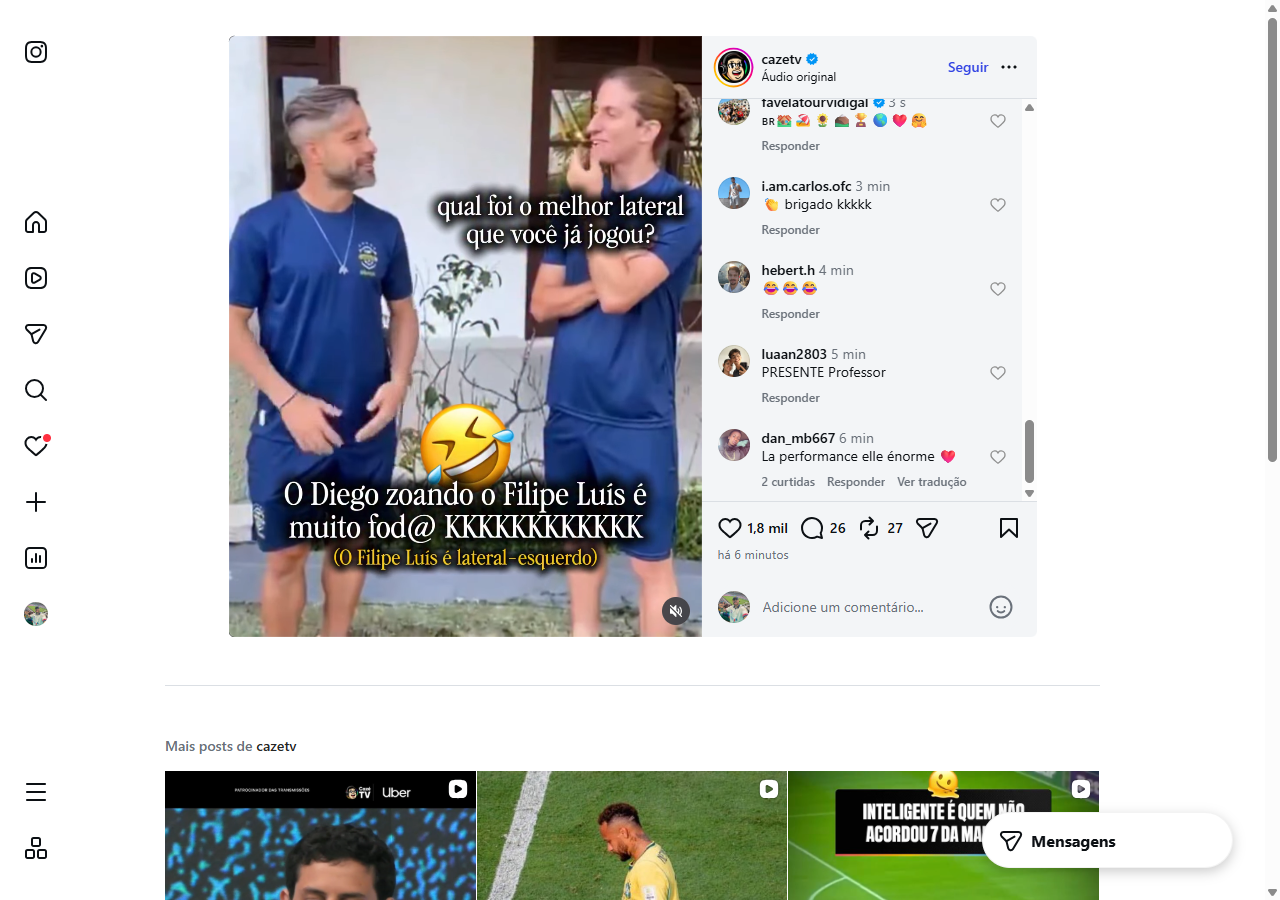 qual foi o melhor lateral
que você já jogou?
O Diego zoando o Filipe Luís é
muito fod@ KKKKKKKKKKKK
(O Filipe Luís é lateral-esquerdo)
cazetv
Áudio original
Seguir
favelatourvidigal 3 s
BR🏘️🏖️🌻⛰️🏆🌎❤️🤗
Responder
i.am.carlos.ofc 3 min
👏 brigado kkkkk
Responder
hebert.h 4 min
😂😂😂
Responder
luaan2803 5 min
PRESENTE Professor
Responder
dan_mb667 6 min
La performance elle énorme ❤️
2 curtidas Responder Ver tradução
1,8 mil 26 27
há 6 minutos
Adicione um comentário...
Mais posts de cazetv
PATROCINADOR DAS TRANSMISSÕES
Cazé TV Uber
INTELIGENTE É QUEM NÃO
ACORDOU 7 DA
Mensagens